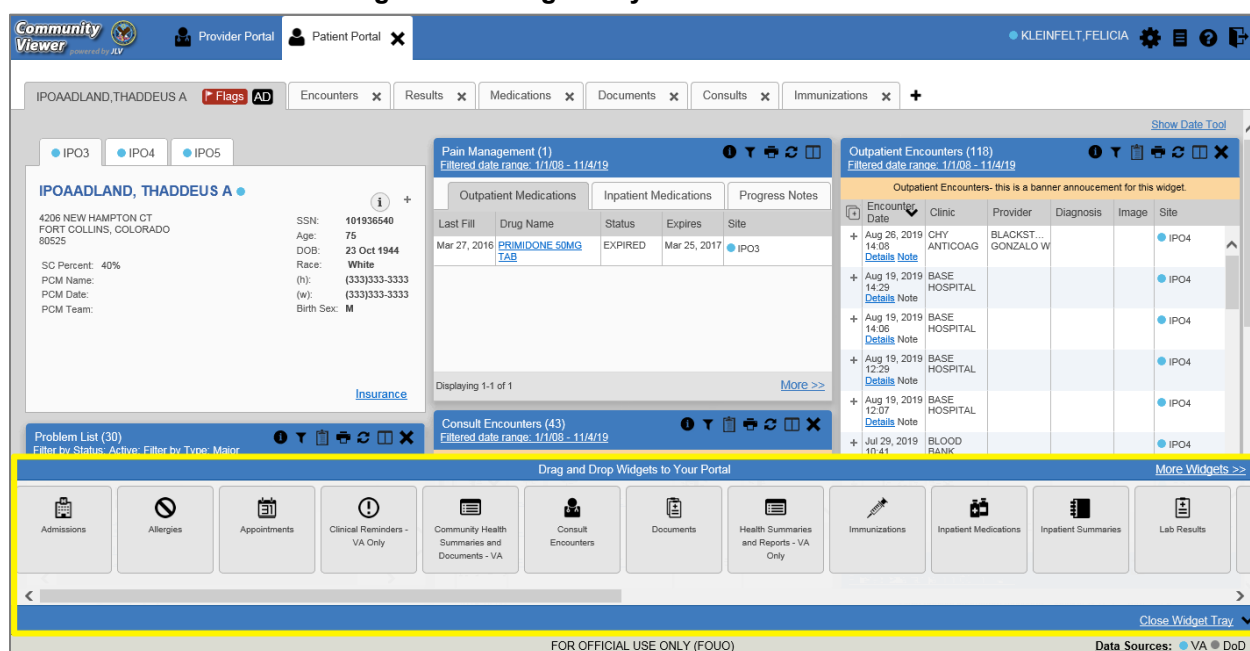 Community
Viewer powered by JLV
Provider Portal
Patient Portal
KLEINFELT,FELICIA
IPOAADLAND,THADDEUS A Flags AD
Encounters
Results
Medications
Documents
Consults
Immunizations
Show Date Tool
IPO3 IPO4 IPO5
IPOAADLAND, THADDEUS A
4206 NEW HAMPTON CT
FORT COLLINS, COLORADO
80525
SC Percent: 40%
PCM Name:
PCM Date:
PCM Team:
SSN: 101936540
Age: 75
DOB: 23 Oct 1944
Race: White
(h): (333)333-3333
(w): (333)333-3333
Birth Sex: M
Insurance
Problem List (30)
Filter by Status: Active; Filter by Type: Major
Pain Management (1)
Filtered date range: 1/1/08 - 11/4/19
Outpatient Medications Inpatient Medications Progress Notes
Last Fill Drug Name Status Expires Site
Mar 27, 2016 PRIMIDONE 50MG EXPIRED Mar 25, 2017 IPO3
TAB
Displaying 1-1 of 1 More >>
Consult Encounters (43)
Filtered date range: 1/1/08 - 11/4/19
Outpatient Encounters (118)
Filtered date range: 1/1/08 - 11/4/19
Outpatient Encounters- this is a banner annoucement for this widget.
Encounter
Date Clinic Provider Diagnosis Image Site
Aug 26, 2019 CHY BLACKST... IPO4
14:08 ANTICOAG GONZALO W
Details Note
Aug 19, 2019 BASE IPO4
14:29 HOSPITAL
Details Note
Aug 19, 2019 BASE IPO4
14:06 HOSPITAL
Details Note
Aug 19, 2019 BASE IPO4
12:29 HOSPITAL
Details Note
Aug 19, 2019 BASE IPO4
12:07 HOSPITAL
Details Note
Jul 29, 2019 BLOOD IPO4
10:41 BANK
Drag and Drop Widgets to Your Portal
More Widgets >>
Admissions
Allergies
31
Appointments
Clinical Reminders -
VA Only
Community Health
Summaries and
Documents - VA
Consult
Encounters
Documents
Health Summaries
and Reports - VA
Only
Immunizations
Inpatient Medications
Inpatient Summaries
Lab Results
Close Widget Tray
FOR OFFICIAL USE ONLY (FOUO)
Data Sources: VA DoD